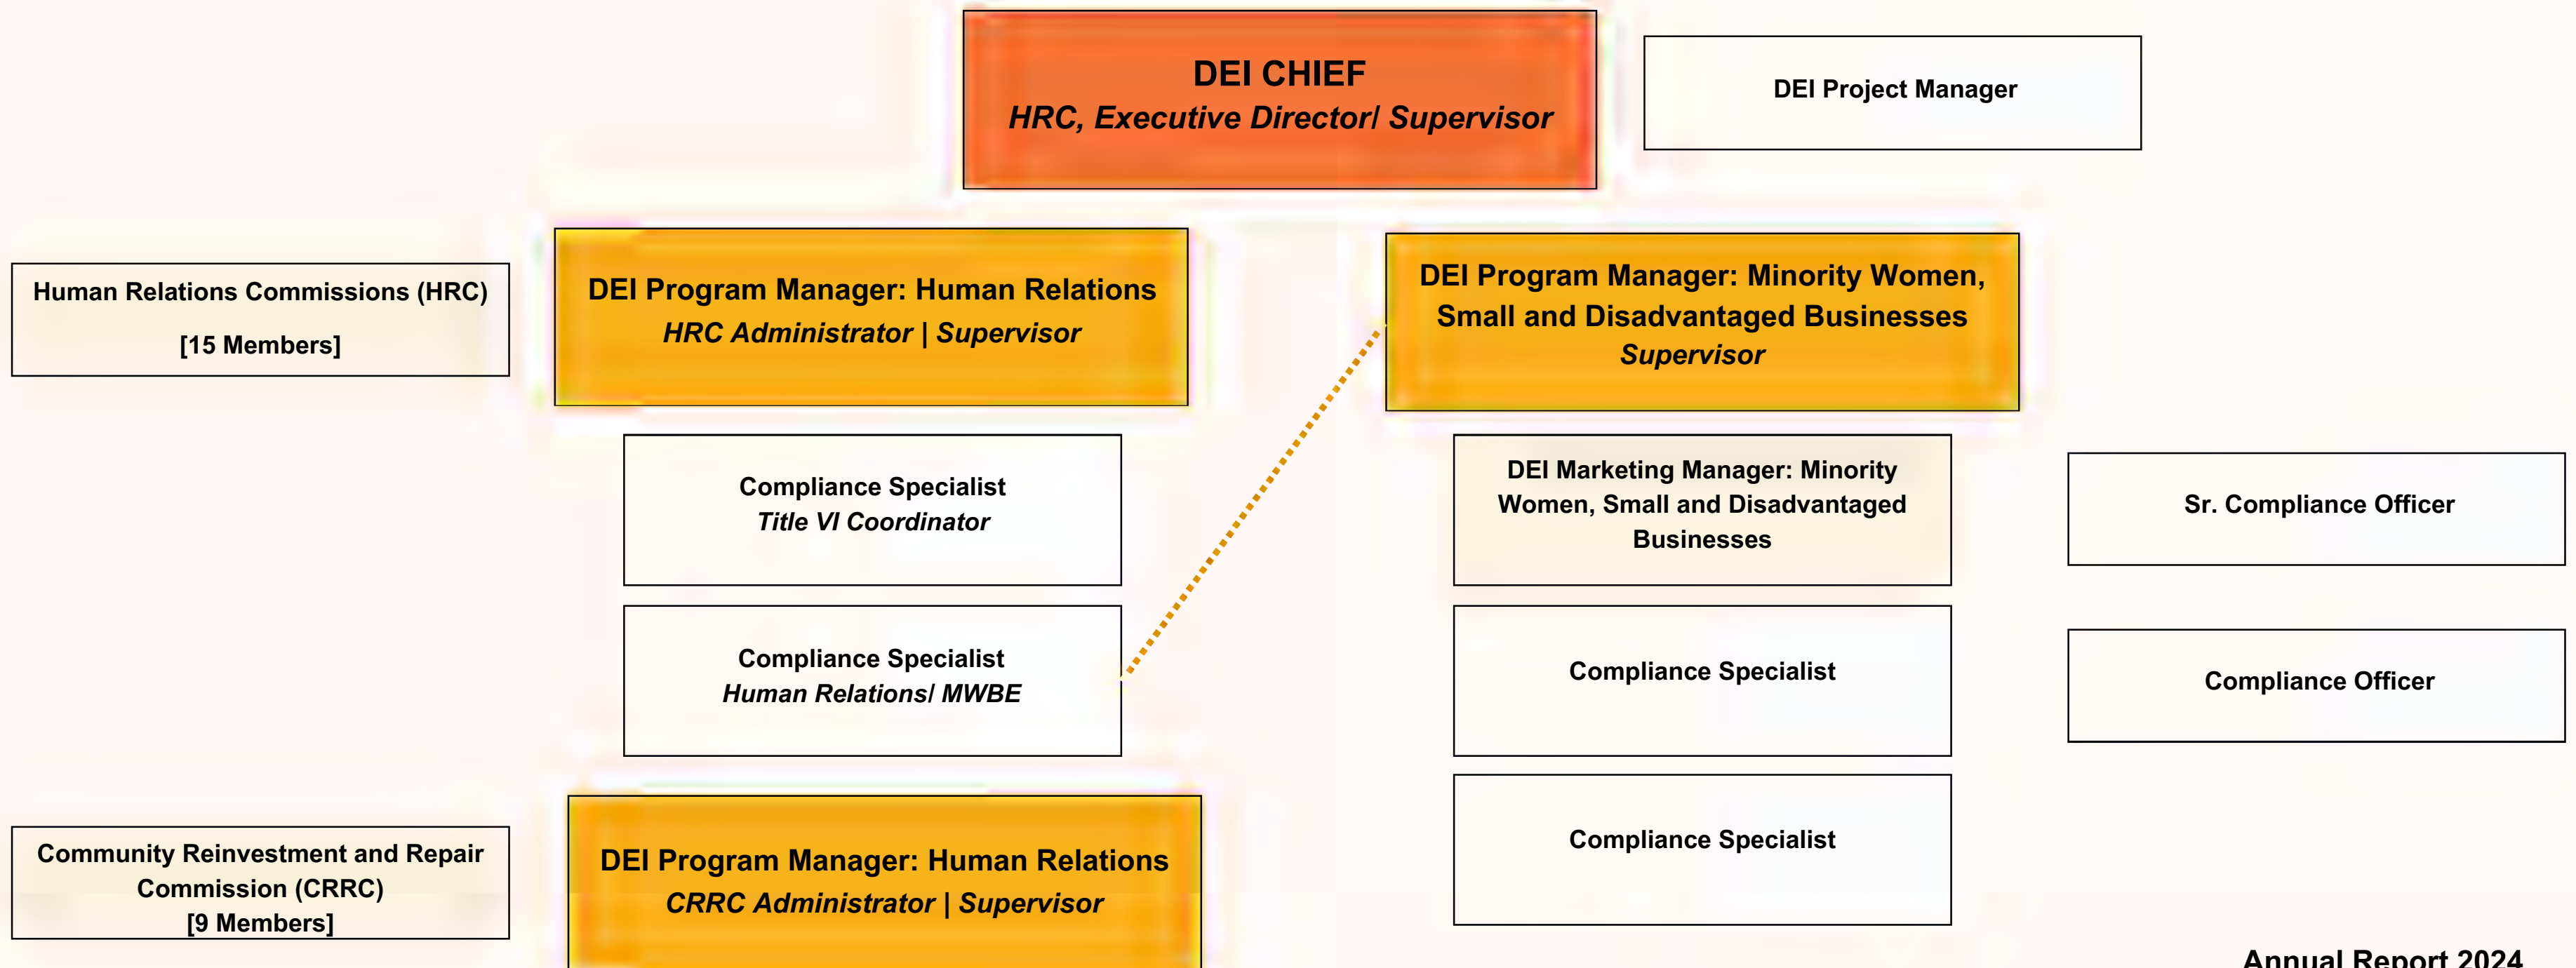 DEI CHIEF
HRC, Executive Director/ Supervisor
DEI Project Manager
Human Relations Commissions (HRC)
[15 Members]
DEI Program Manager: Human Relations
HRC Administrator | Supervisor
DEI Program Manager: Minority Women,
Small and Disadvantaged Businesses
Supervisor
Compliance Specialist
Title VI Coordinator
DEI Marketing Manager: Minority
Women, Small and Disadvantaged
Businesses
Sr. Compliance Officer
Compliance Specialist
Human Relations/ MWBE
Compliance Specialist
Compliance Officer
Community Reinvestment and Repair
Commission (CRRC)
[9 Members]
DEI Program Manager: Human Relations
CRRC Administrator | Supervisor
Compliance Specialist
Annual Report 2024